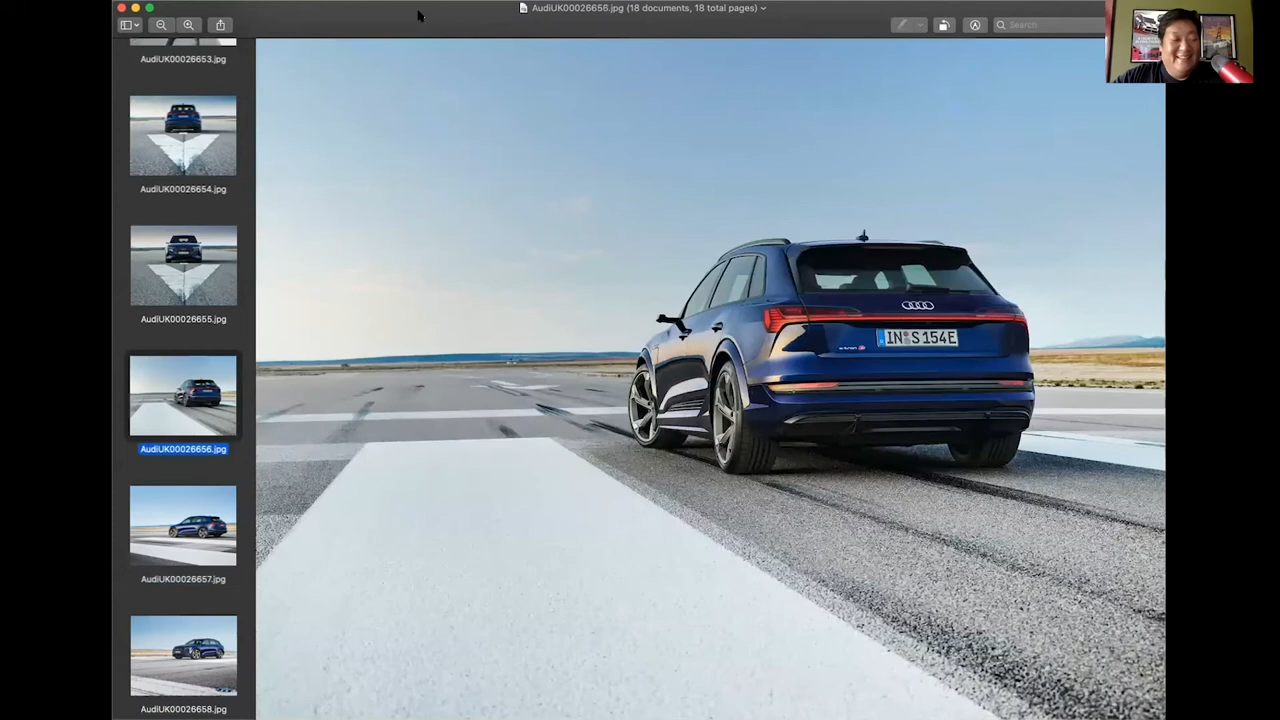 AudiUK00026656.jpg (18 documents, 18 total pages)
Search
AudiUK00026653.jpg
AudiUK00026654.jpg
AudiUK00026655.jpg
AudiUK00026656.jpg
AudiUK00026657.jpg
AudiUK00026658.jpg
IN S 154E